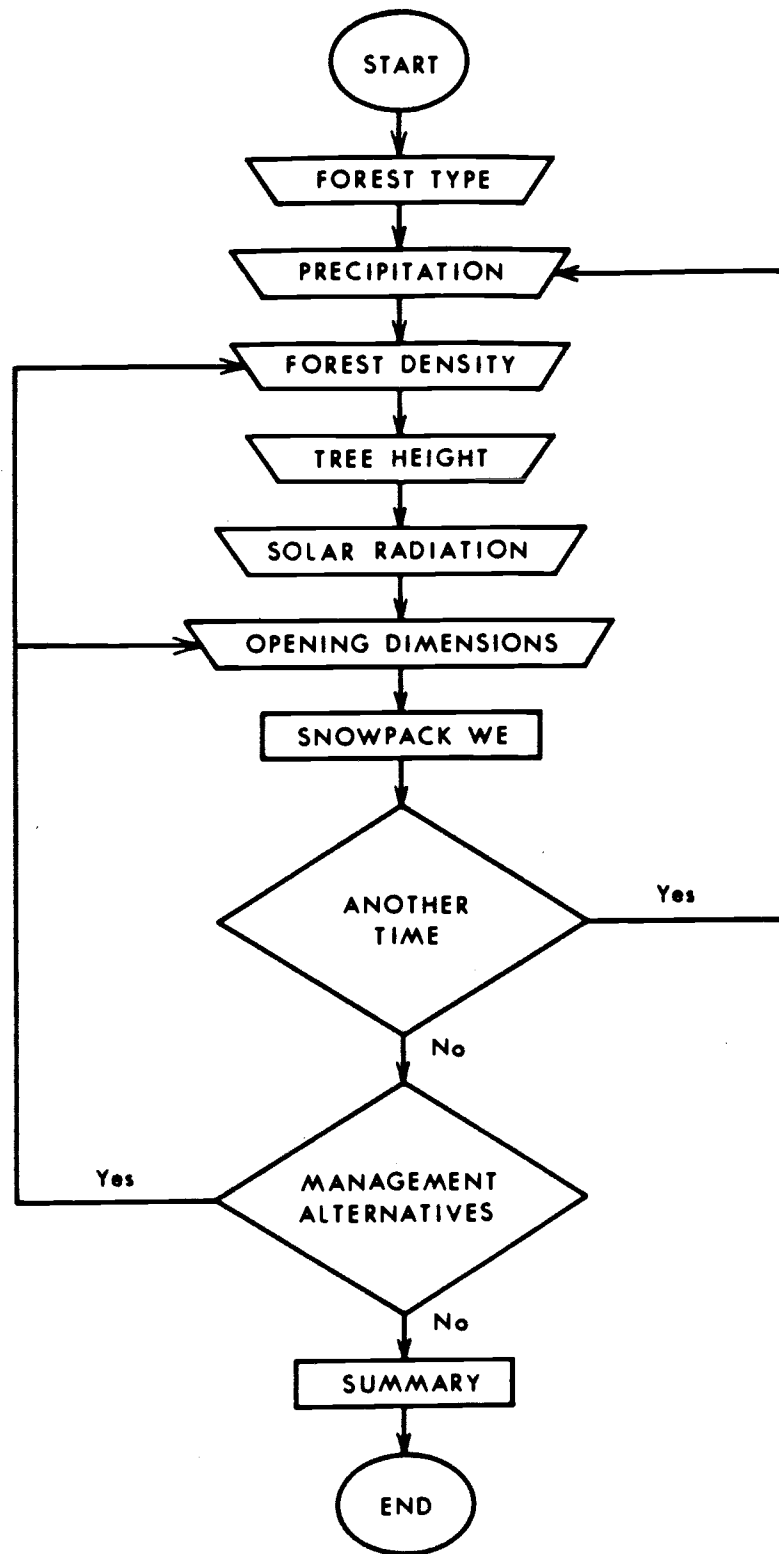 START
FOREST TYPE
PRECIPITATION
FOREST DENSITY
TREE HEIGHT
SOLAR RADIATION
OPENING DIMENSIONS
SNOWPACK WE
ANOTHER
TIME
Yes
No
MANAGEMENT
ALTERNATIVES
Yes
No
SUMMARY
END